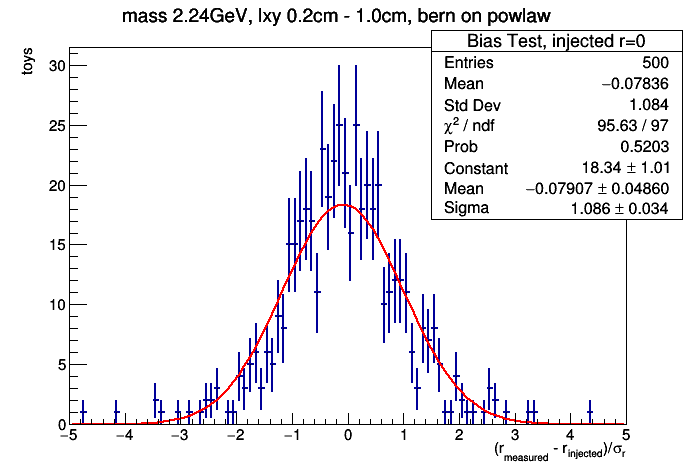 mass 2.24GeV, lxy 0.2cm - 1.0cm, bern on powlaw
Bias Test, injected r=0
Entries 500
Mean −0.07836
Std Dev 1.084
χ² / ndf 95.63 / 97
Prob 0.5203
Constant 18.34 ± 1.01
Mean −0.07907 ± 0.04860
Sigma 1.086 ± 0.034
toys
30
25
20
15
10
5
0
−5 −4 −3 −2 −1 0 1 2 3 4 5
(r_measured - r_injected)/σ_r